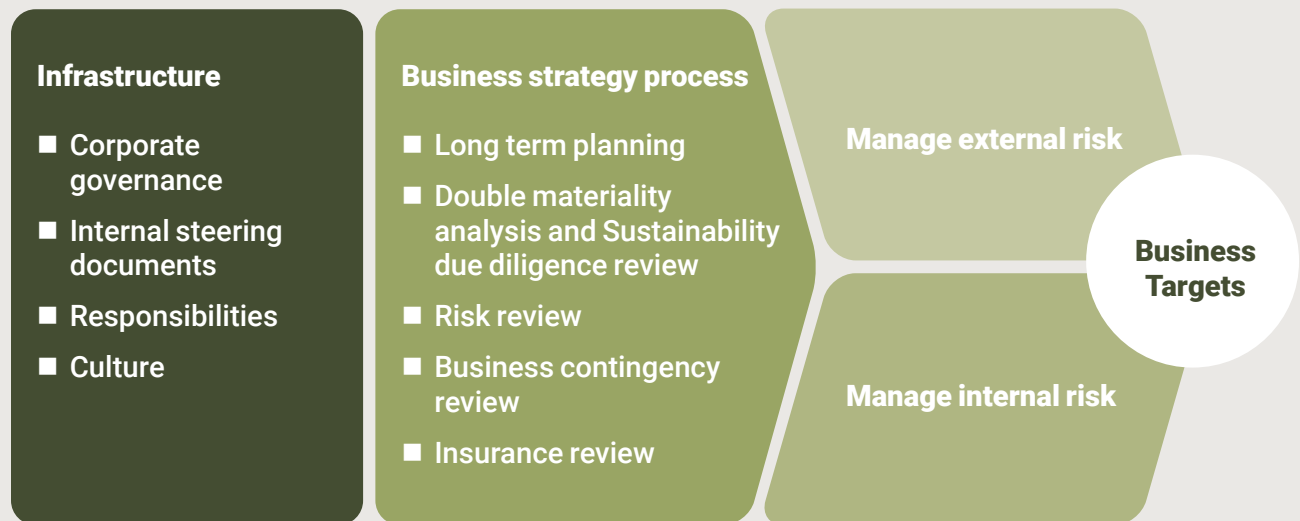 Infrastructure
Corporate
governance
Internal steering
documents
Responsibilities
Culture
Business strategy process
Long term planning
Double materiality
analysis and Sustainability
due diligence review
Risk review
Business contingency
review
Insurance review
Manage external risk
Manage internal risk
Business
Targets